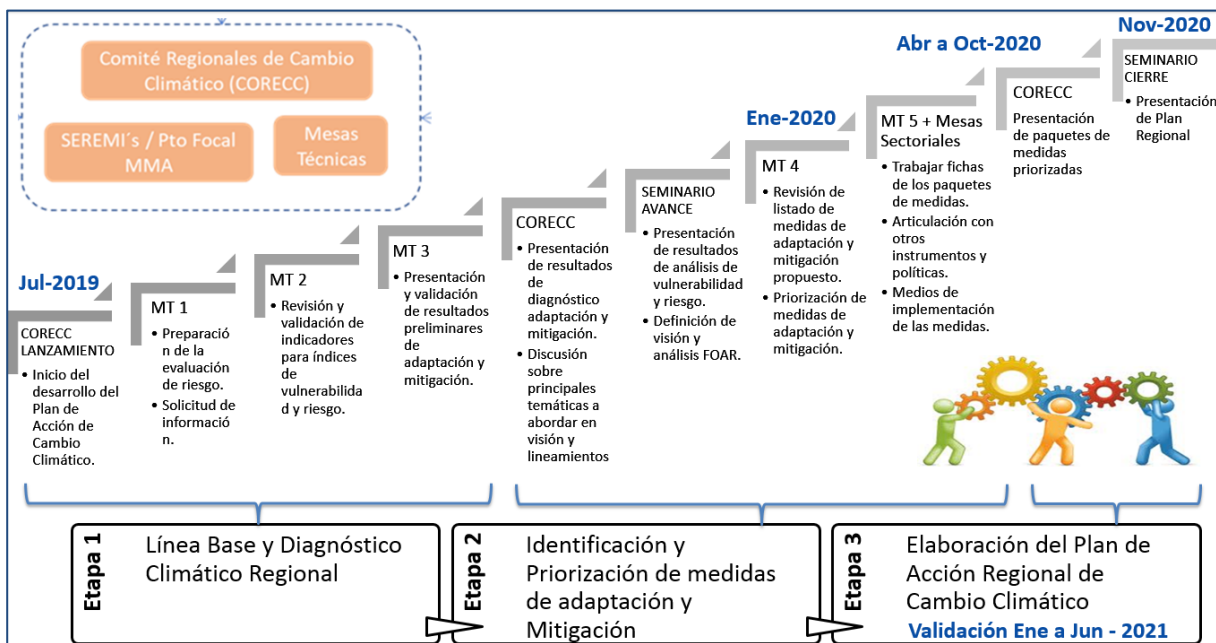 Comité Regionales de Cambio
Climático (CORECC)
SEREMI´s / Pto Focal
MMA
Mesas
Técnicas
Jul-2019
CORECC
LANZAMIENTO
• Inicio del
desarrollo del
Plan de
Acción de
Cambio
Climático.
MT 1
• Preparació
n de la
evaluación
de riesgo.
• Solicitud de
informació
n.
MT 2
• Revisión y
validación de
indicadores
para índices
de
vulnerabilida
d y riesgo.
MT 3
• Presentación
y validación
de resultados
preliminares
de
adaptación y
mitigación.
CORECC
• Presentación
de resultados
de
diagnóstico
adaptación y
mitigación.
• Discusión
sobre
principales
temáticas a
abordar en
visión y
lineamientos
SEMINARIO
AVANCE
• Presentación
de resultados
de análisis de
vulnerabilidad
y riesgo.
• Definición de
visión y
análisis FOAR.
Ene-2020
MT 4
• Revisión de
listado de
medidas de
adaptación y
mitigación
propuesto.
• Priorización de
medidas de
adaptación y
mitigación.
Abr a Oct-2020
MT 5 + Mesas
Sectoriales
• Trabajar fichas
de los paquetes
de medidas.
• Articulación con
otros
instrumentos y
políticas.
• Medios de
implementación
de las medidas.
CORECC
Presentación
de paquetes de
medidas
priorizadas
Nov-2020
SEMINARIO
CIERRE
• Presentación
de Plan
Regional
Etapa 1
Línea Base y Diagnóstico
Climático Regional
Etapa 2
Identificación y
Priorización de medidas
de adaptación y
Mitigación
Etapa 3
Elaboración del Plan de
Acción Regional de
Cambio Climático
Validación Ene a Jun - 2021